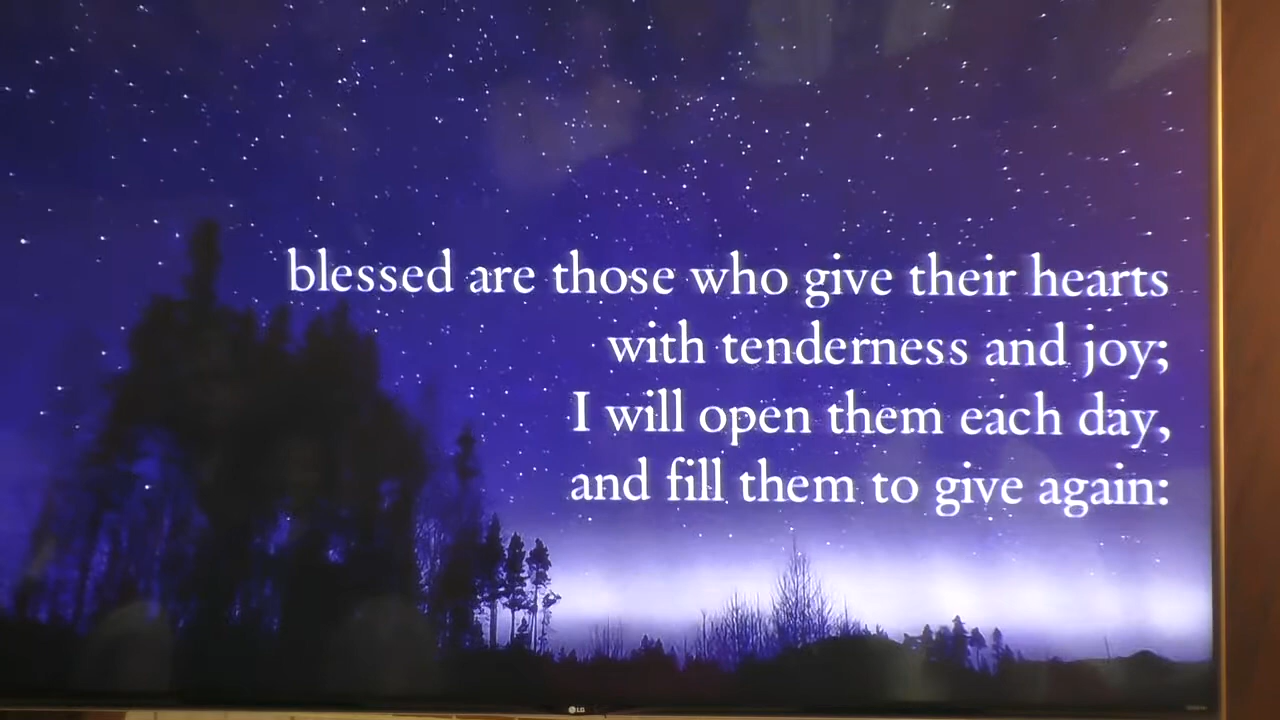 blessed are those who give their hearts
with tenderness and joy;
I will open them each day,
and fill them to give again:
LG